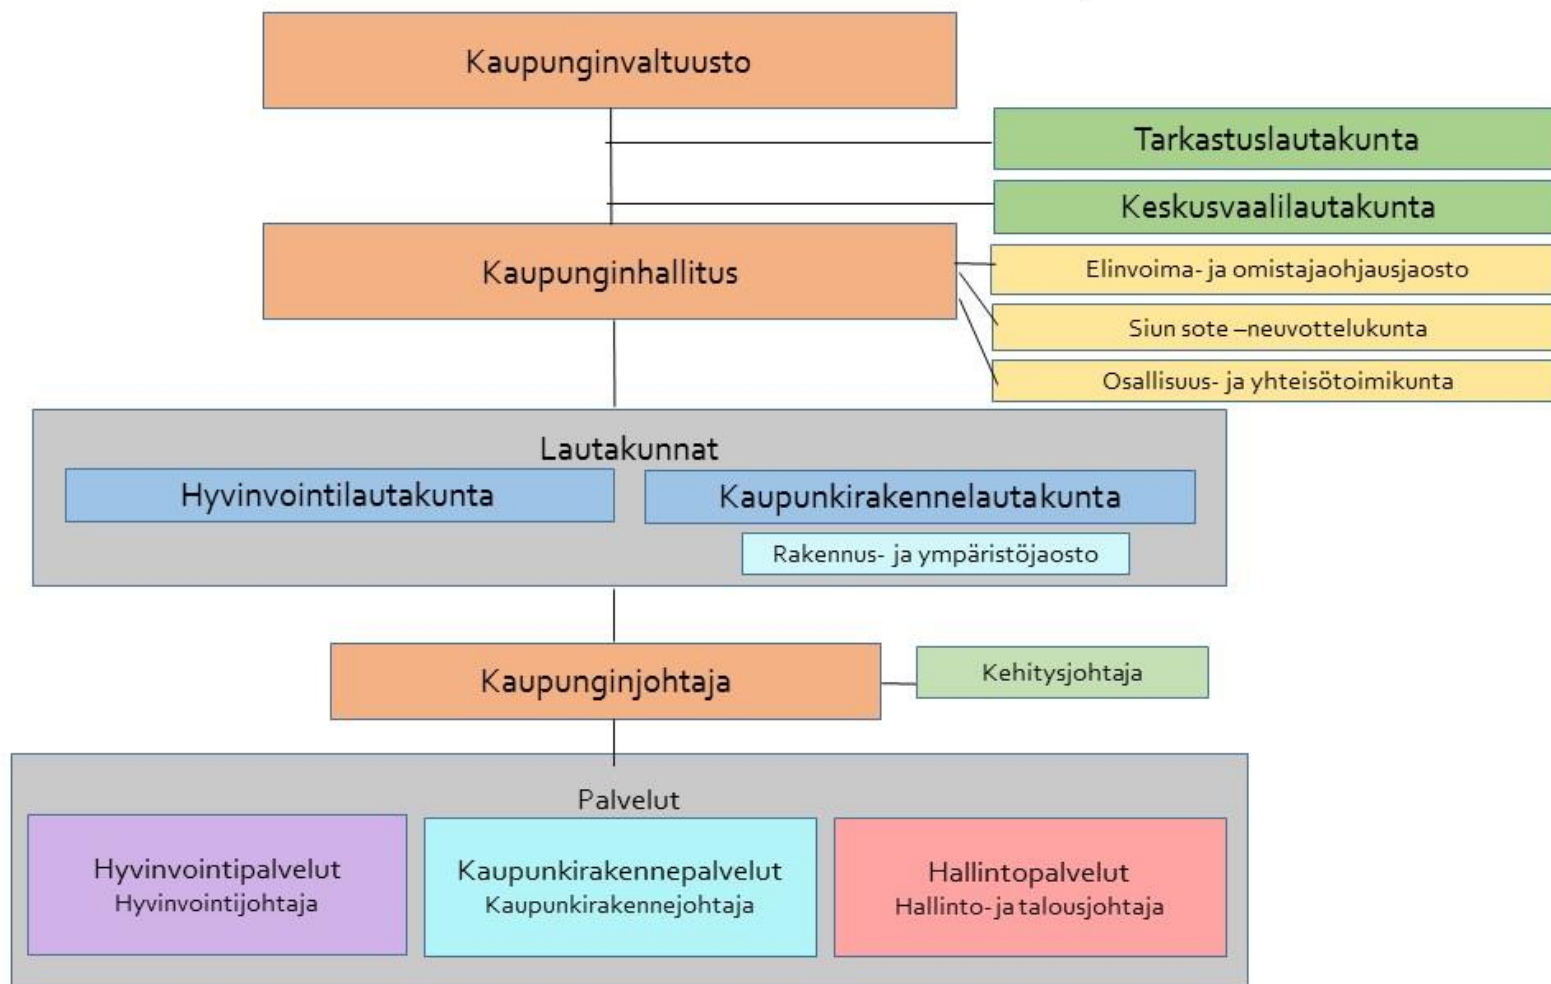 Kaupunginvaltuusto
Tarkastuslautakunta
Keskusvaalilautakunta
Kaupunginhallitus
Elinvoima- ja omistajaohjausjaosto
Siun sote –neuvottelukunta
Osallisuus- ja yhteisötoimikunta
Lautakunnat
Hyvinvointilautakunta
Kaupunkirakennelautakunta
Rakennus- ja ympäristöjaosto
Kaupunginjohtaja
Kehitysjohtaja
Palvelut
Hyvinvointipalvelut
Hyvinvointijohtaja
Kaupunkirakennepalvelut
Kaupunkirakennejohtaja
Hallintopalvelut
Hallinto- ja talousjohtaja